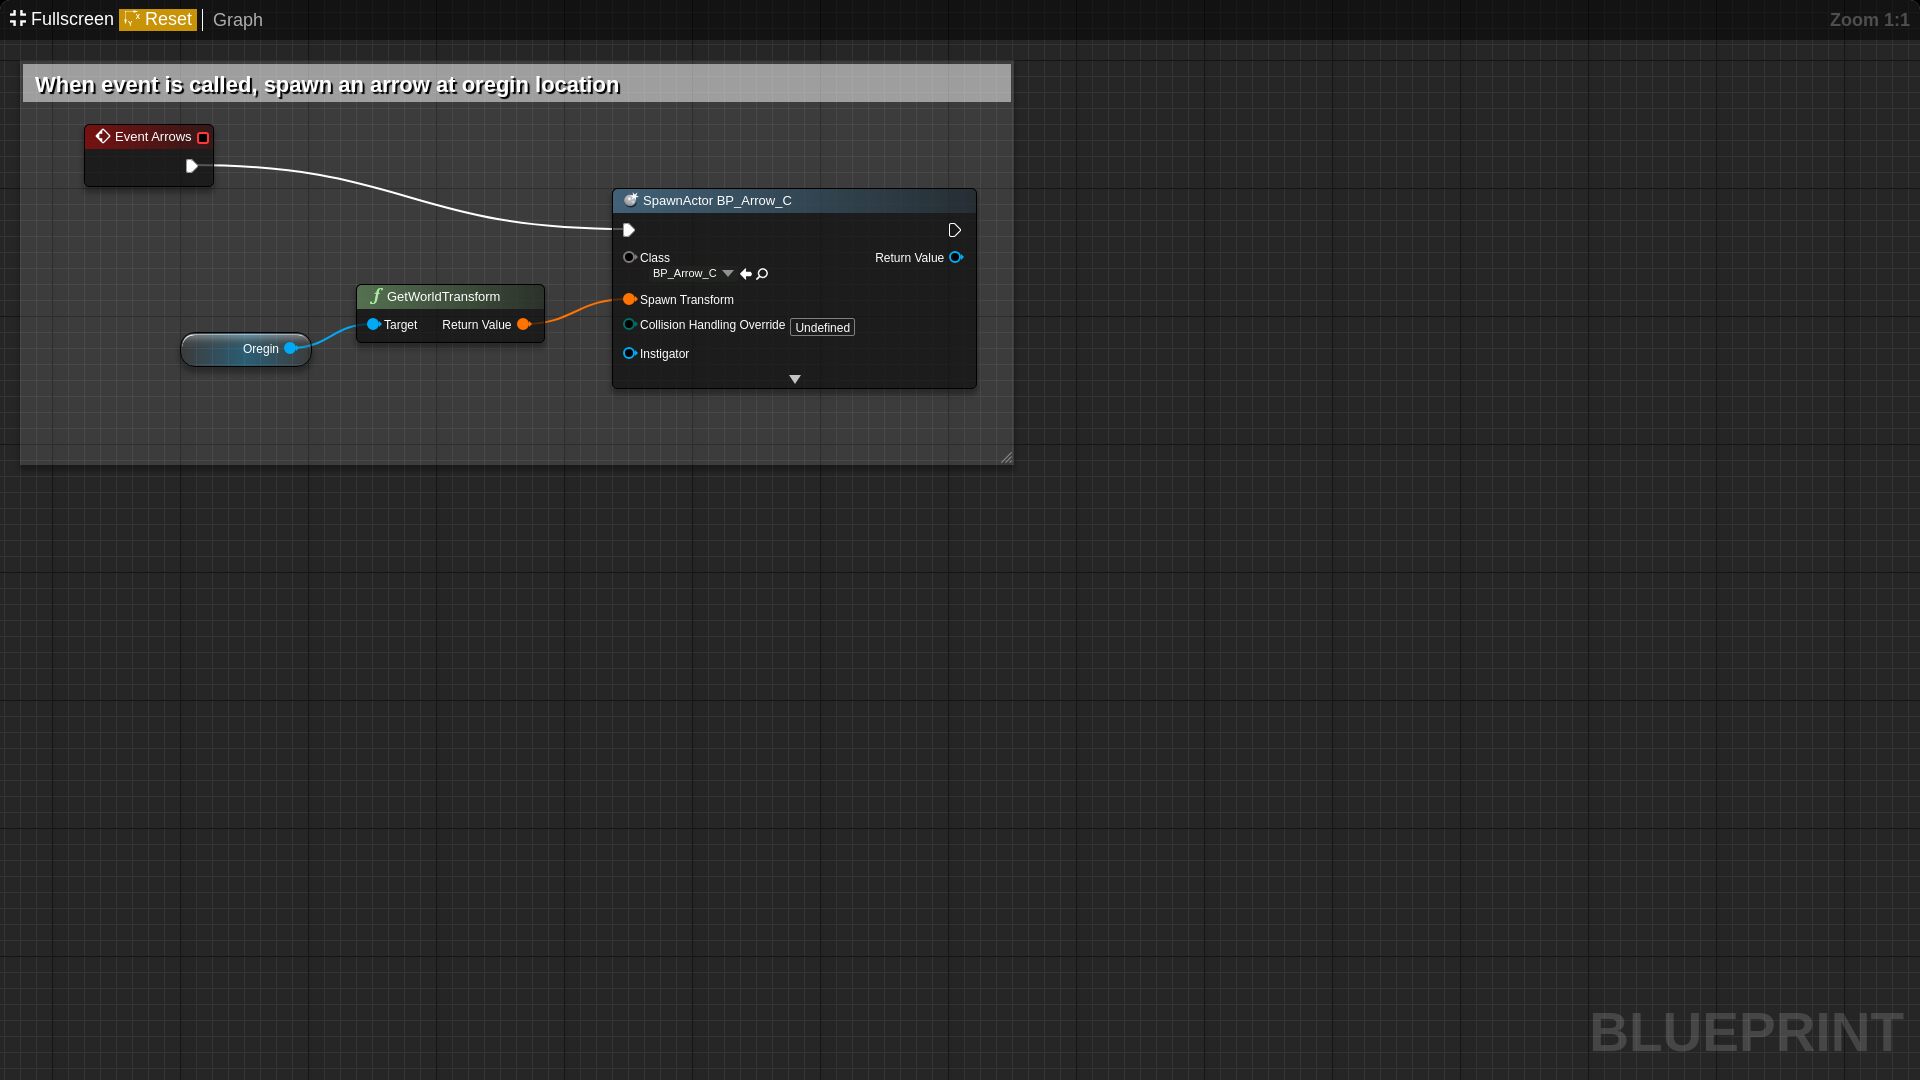 Fullscreen Reset Graph Zoom 1:1
When event is called, spawn an arrow at oregin location
Event Arrows
SpawnActor BP_Arrow_C
Class Return Value
BP_Arrow_C
GetWorldTransform
Spawn Transform
Target Return Value
Collision Handling Override Undefined
Oregin
Instigator
BLUEPRINT